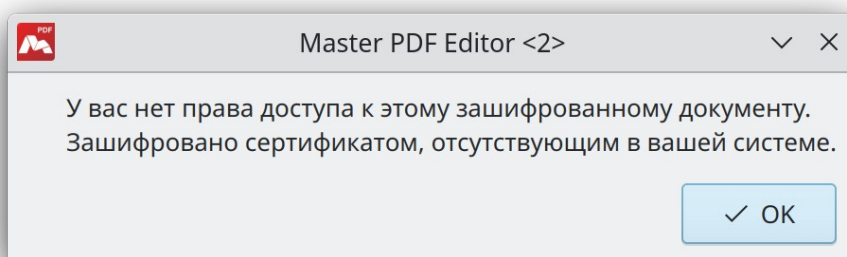 PDF
Master PDF Editor <2>
У вас нет права доступа к этому зашифрованному документу.
Зашифровано сертификатом, отсутствующим в вашей системе.
OK